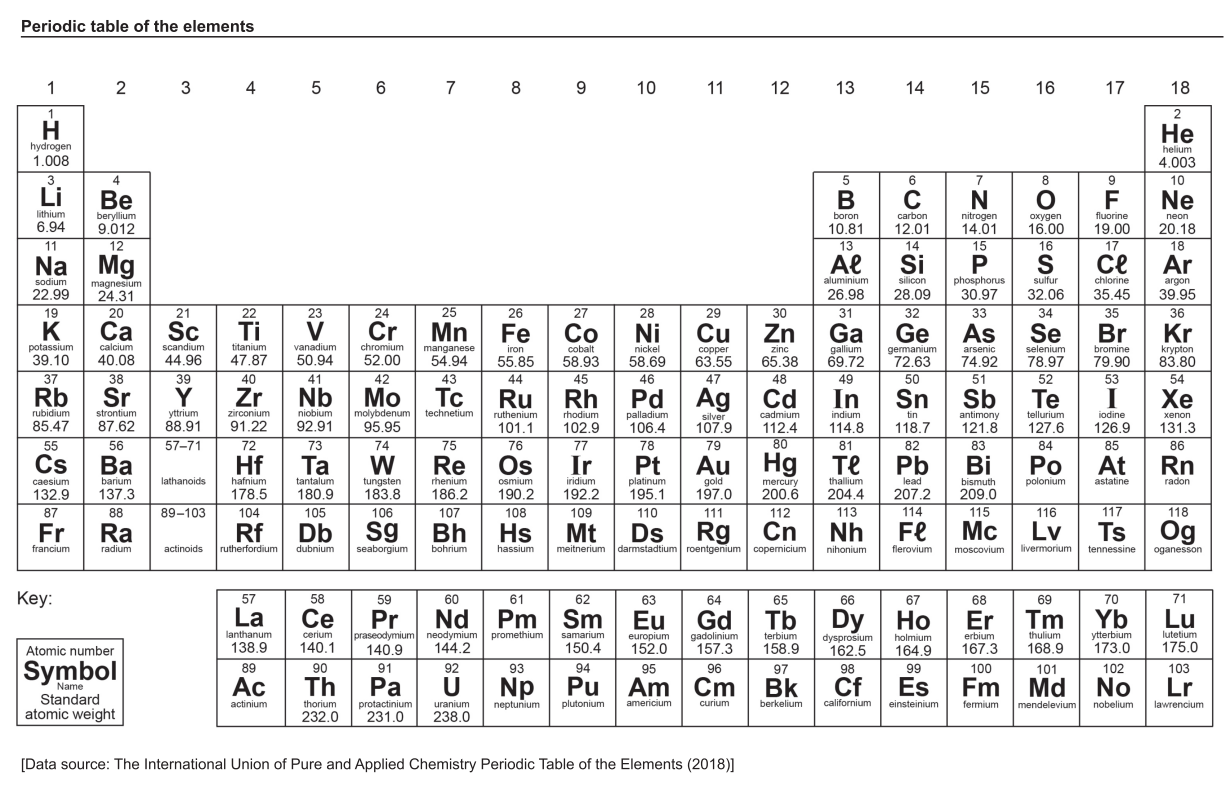 Periodic table of the elements
1 2 3 4 5 6 7 8 9 10 11 12 13 14 15 16 17 18
1 2
H He
hydrogen helium
1.008 4.003
3 4 5 6 7 8 9 10
Li Be B C N O F Ne
lithium beryllium boron carbon nitrogen oxygen fluorine neon
6.94 9.012 10.81 12.01 14.01 16.00 19.00 20.18
11 12 13 14 15 16 17 18
Na Mg Aℓ Si P S Cℓ Ar
sodium magnesium aluminium silicon phosphorus sulfur chlorine argon
22.99 24.31 26.98 28.09 30.97 32.06 35.45 39.95
19 20 21 22 23 24 25 26 27 28 29 30 31 32 33 34 35 36
K Ca Sc Ti V Cr Mn Fe Co Ni Cu Zn Ga Ge As Se Br Kr
potassium calcium scandium titanium vanadium chromium manganese iron cobalt nickel copper zinc gallium germanium arsenic selenium bromine krypton
39.10 40.08 44.96 47.87 50.94 52.00 54.94 55.85 58.93 58.69 63.55 65.38 69.72 72.63 74.92 78.97 79.90 83.80
37 38 39 40 41 42 43 44 45 46 47 48 49 50 51 52 53 54
Rb Sr Y Zr Nb Mo Tc Ru Rh Pd Ag Cd In Sn Sb Te I Xe
rubidium strontium yttrium zirconium niobium molybdenum technetium ruthenium rhodium palladium silver cadmium indium tin antimony tellurium iodine xenon
85.47 87.62 88.91 91.22 92.91 95.95 101.1 102.9 106.4 107.9 112.4 114.8 118.7 121.8 127.6 126.9 131.3
55 56 57–71 72 73 74 75 76 77 78 79 80 81 82 83 84 85 86
Cs Ba Hf Ta W Re Os Ir Pt Au Hg Tℓ Pb Bi Po At Rn
caesium barium lathanoids hafnium tantalum tungsten rhenium osmium iridium platinum gold mercury thallium lead bismuth polonium astatine radon
132.9 137.3 178.5 180.9 183.8 186.2 190.2 192.2 195.1 197.0 200.6 204.4 207.2 209.0
87 88 89–103 104 105 106 107 108 109 110 111 112 113 114 115 116 117 118
Fr Ra Rf Db Sg Bh Hs Mt Ds Rg Cn Nh Fℓ Mc Lv Ts Og
francium radium actinoids rutherfordium dubnium seaborgium bohrium hassium meitnerium darmstadtium roentgenium copernicium nihonium flerovium moscovium livermorium tennessine oganesson
Key:
Atomic number
Symbol
Name
Standard
atomic weight
57 58 59 60 61 62 63 64 65 66 67 68 69 70 71
La Ce Pr Nd Pm Sm Eu Gd Tb Dy Ho Er Tm Yb Lu
lanthanum cerium praseodymium neodymium promethium samarium europium gadolinium terbium dysprosium holmium erbium thulium ytterbium lutetium
138.9 140.1 140.9 144.2 150.4 152.0 157.3 158.9 162.5 164.9 167.3 168.9 173.0 175.0
89 90 91 92 93 94 95 96 97 98 99 100 101 102 103
Ac Th Pa U Np Pu Am Cm Bk Cf Es Fm Md No Lr
actinium thorium protactinium uranium neptunium plutonium americium curium berkelium californium einsteinium fermium mendelevium nobelium lawrencium
232.0 231.0 238.0
[Data source: The International Union of Pure and Applied Chemistry Periodic Table of the Elements (2018)]